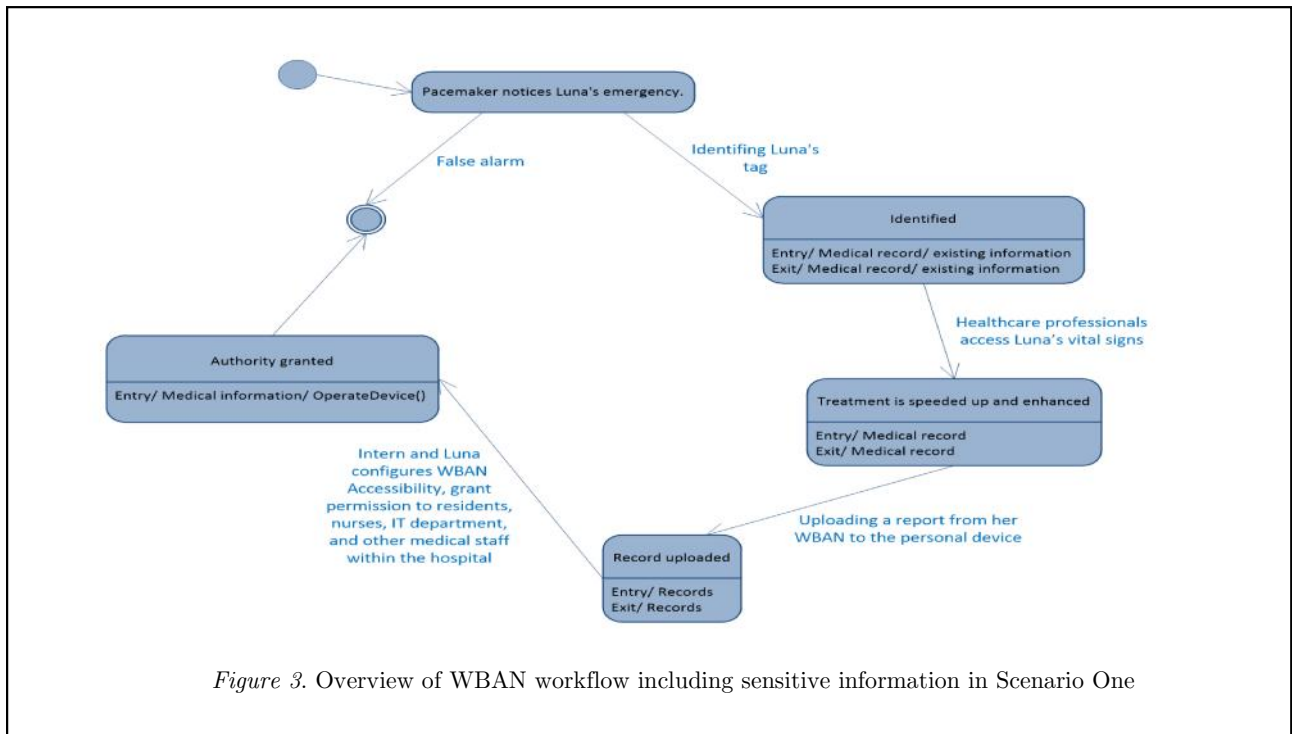 Pacemaker notices Luna's emergency.
False alarm
Identifing Luna's
tag
Identified
Entry/ Medical record/ existing information
Exit/ Medical record/ existing information
Healthcare professionals
access Luna's vital signs
Treatment is speeded up and enhanced
Entry/ Medical record
Exit/ Medical record
Uploading a report from her
WBAN to the personal device
Record uploaded
Entry/ Records
Exit/ Records
Intern and Luna
configures WBAN
Accessibility, grant
permission to residents,
nurses, IT department,
and other medical staff
within the hospital
Authority granted
Entry/ Medical information/ OperateDevice()
Figure 3. Overview of WBAN workflow including sensitive information in Scenario One